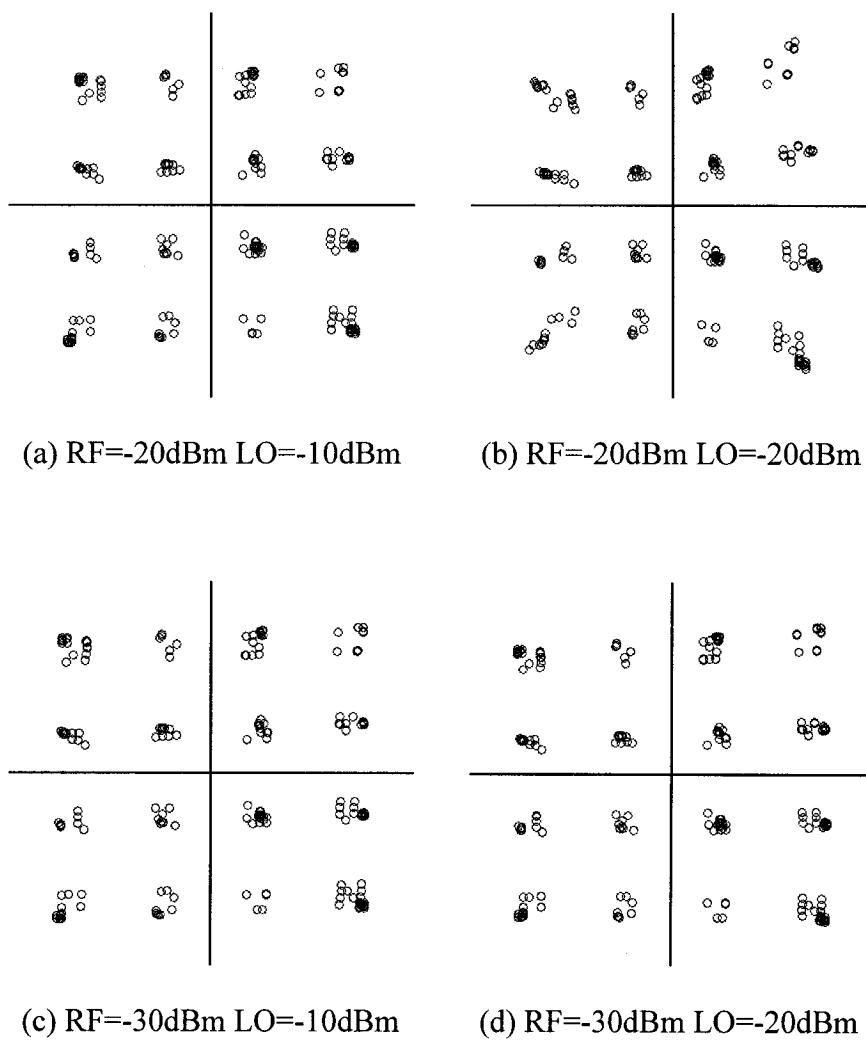 (a) RF=-20dBm LO=-10dBm
(b) RF=-20dBm LO=-20dBm
(c) RF=-30dBm LO=-10dBm
(d) RF=-30dBm LO=-20dBm